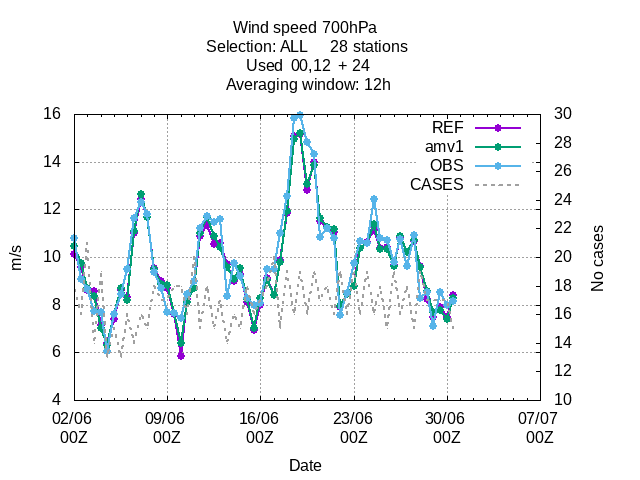 Wind speed 700hPa
Selection: ALL 28 stations
Used 00,12 + 24
Averaging window: 12h
REF
amv1
OBS
CASES
16
14
12
10
8
6
4
m/s
30
28
26
24
22
20
18
16
14
12
10
No cases
02/06 09/06 16/06 23/06 30/06 07/07
00Z 00Z 00Z 00Z 00Z 00Z
Date